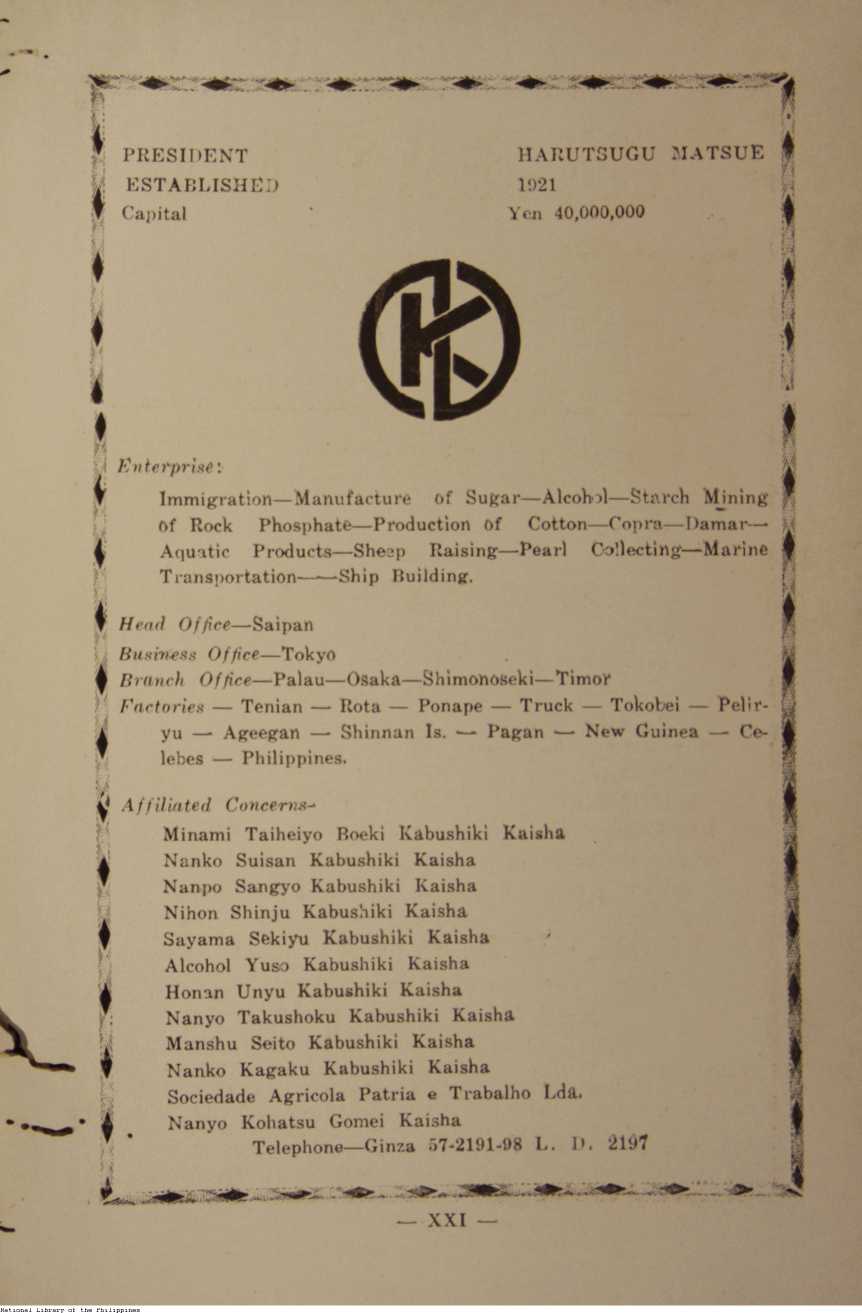 PRESIDENT HARUTSUGU MATSUE
ESTABLISHED 1921
Capital Yen 40,000,000
Enterprise:
Immigration—Manufacture of Sugar—Alcohol—Starch Mining
of Rock Phosphate—Production of Cotton—Copra—Damar—
Aquatic Products—Sheep Raising—Pearl Collecting—Marine
Transportation——Ship Building.
Head Office—Saipan
Business Office—Tokyo
Branch Office—Palau—Osaka—Shimonoseki—Timor
Factories — Tenian — Rota — Ponape — Truck — Tokobei — Pelir-
yu — Ageegan — Shinnan Is. — Pagan — New Guinea — Ce-
lebes — Philippines.
Affiliated Concerns—
Minami Taiheiyo Boeki Kabushiki Kaisha
Nanko Suisan Kabushiki Kaisha
Nanpo Sangyo Kabushiki Kaisha
Nihon Shinju Kabushiki Kaisha
Sayama Sekiyu Kabushiki Kaisha
Alcohol Yuso Kabushiki Kaisha
Honan Unyu Kabushiki Kaisha
Nanyo Takushoku Kabushiki Kaisha
Manshu Seito Kabushiki Kaisha
Nanko Kagaku Kabushiki Kaisha
Sociedade Agricola Patria e Trabalho Lda.
Nanyo Kohatsu Gomei Kaisha
Telephone—Ginza 57-2191-98 L. D. 2197
— XXI —
National Library of the Philippines